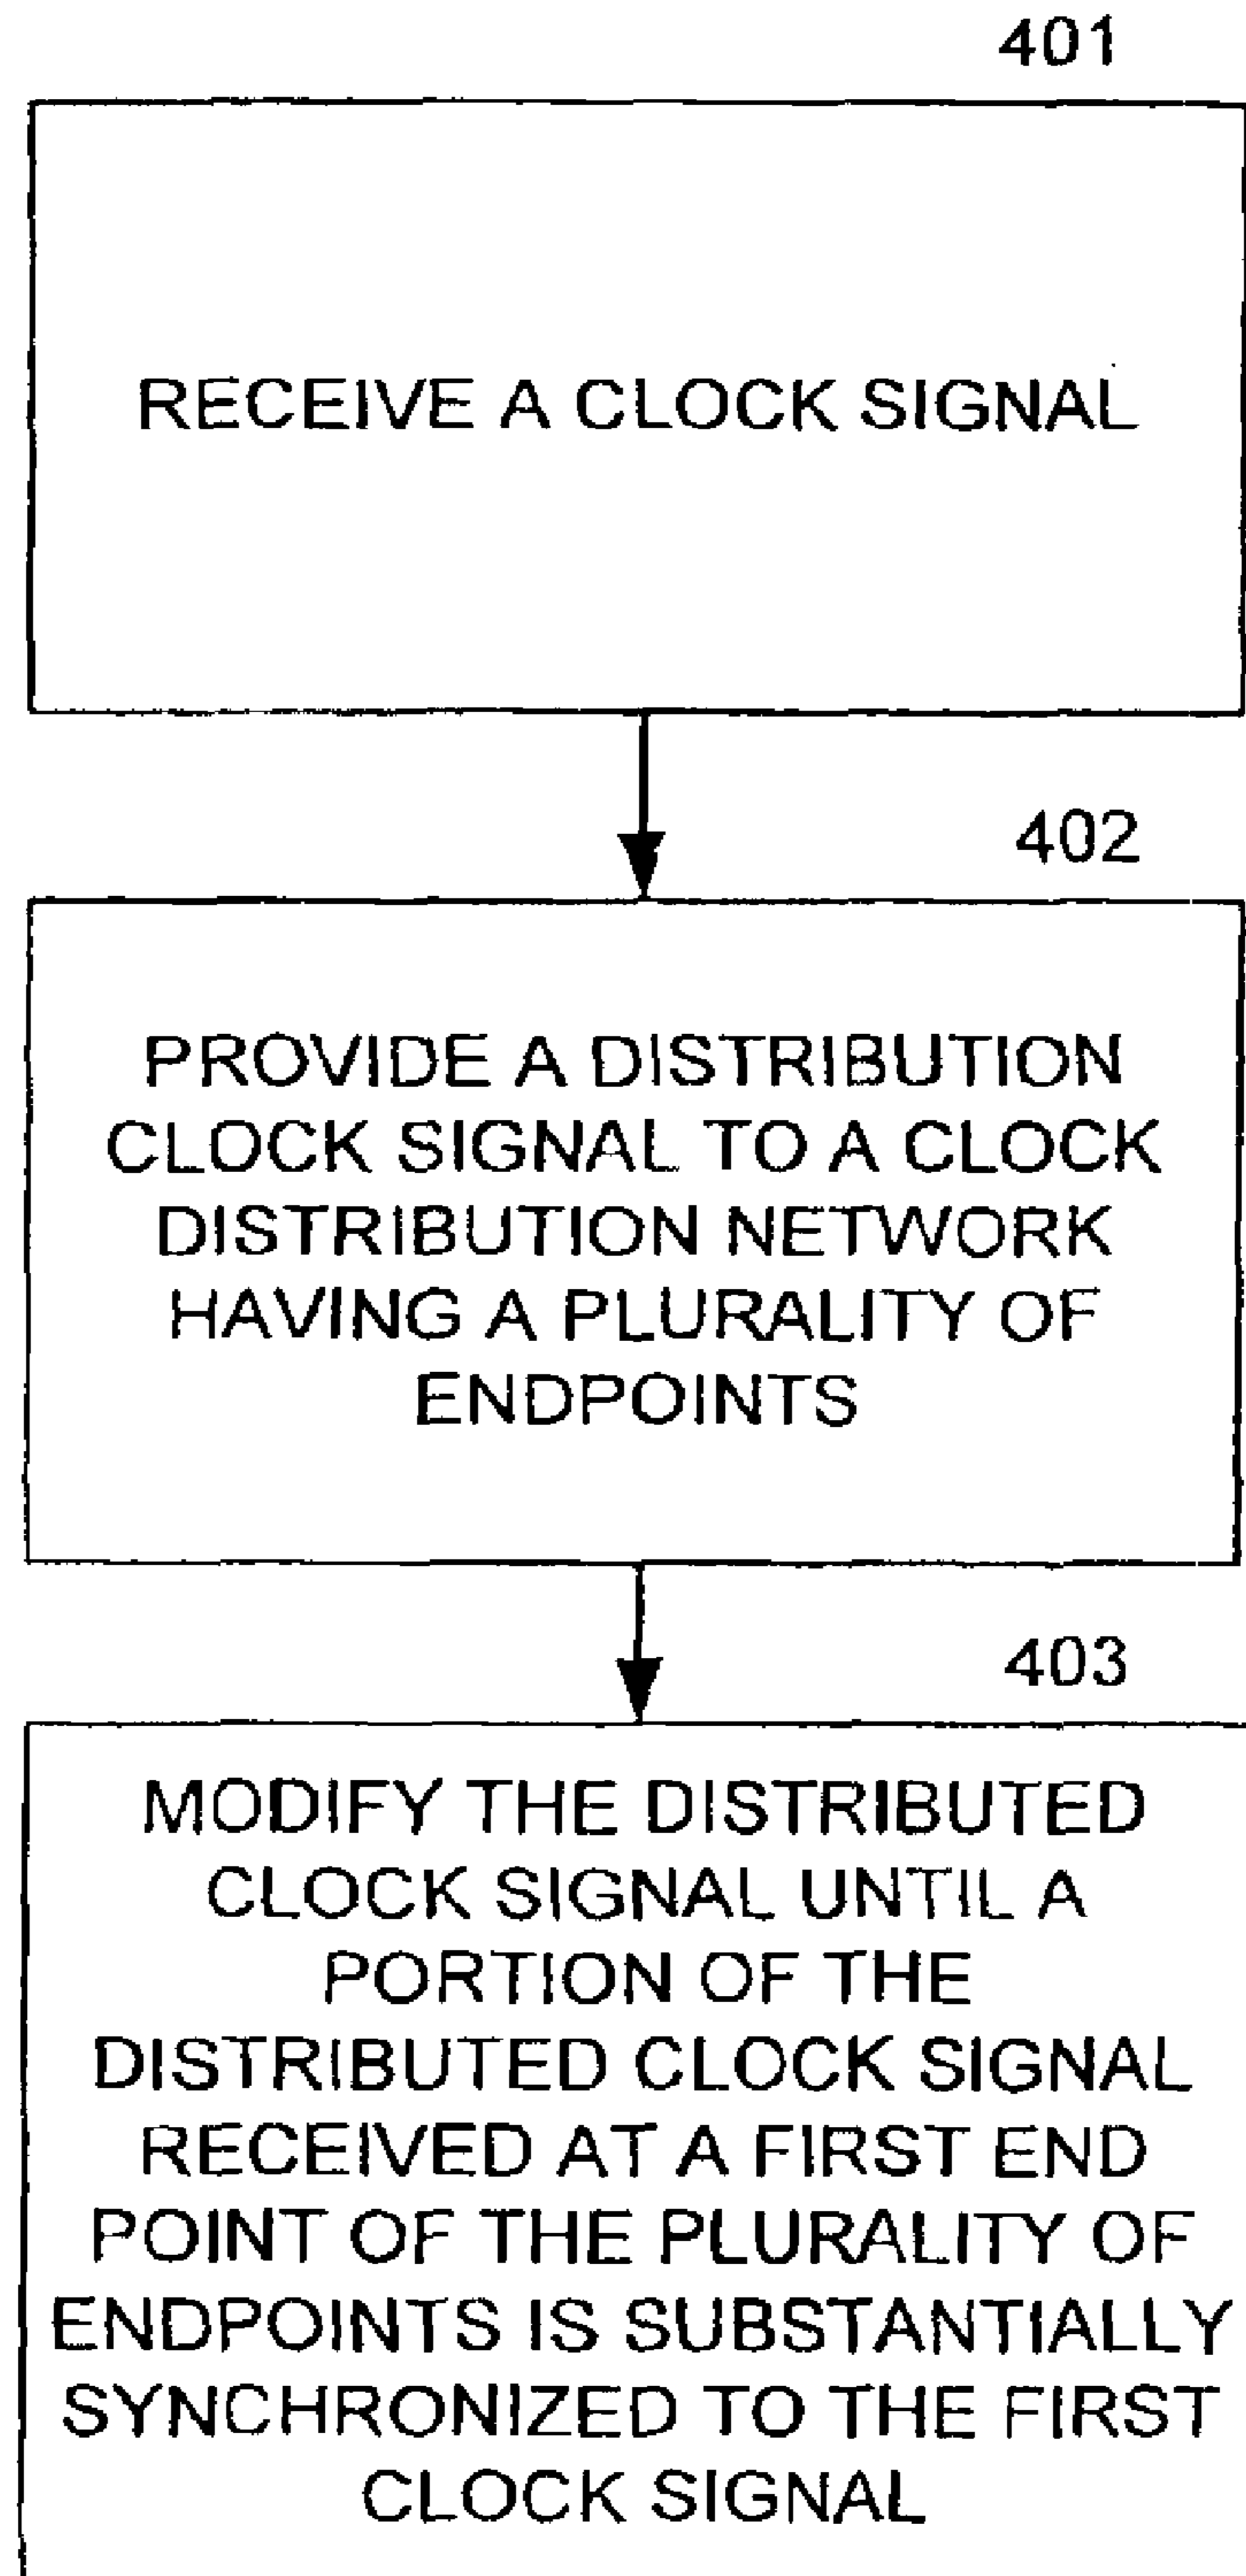 401
RECEIVE A CLOCK SIGNAL
402
PROVIDE A DISTRIBUTION
CLOCK SIGNAL TO A CLOCK
DISTRIBUTION NETWORK
HAVING A PLURALITY OF
ENDPOINTS
403
MODIFY THE DISTRIBUTED
CLOCK SIGNAL UNTIL A
PORTION OF THE
DISTRIBUTED CLOCK SIGNAL
RECEIVED AT A FIRST END
POINT OF THE PLURALITY OF
ENDPOINTS IS SUBSTANTIALLY
SYNCHRONIZED TO THE FIRST
CLOCK SIGNAL